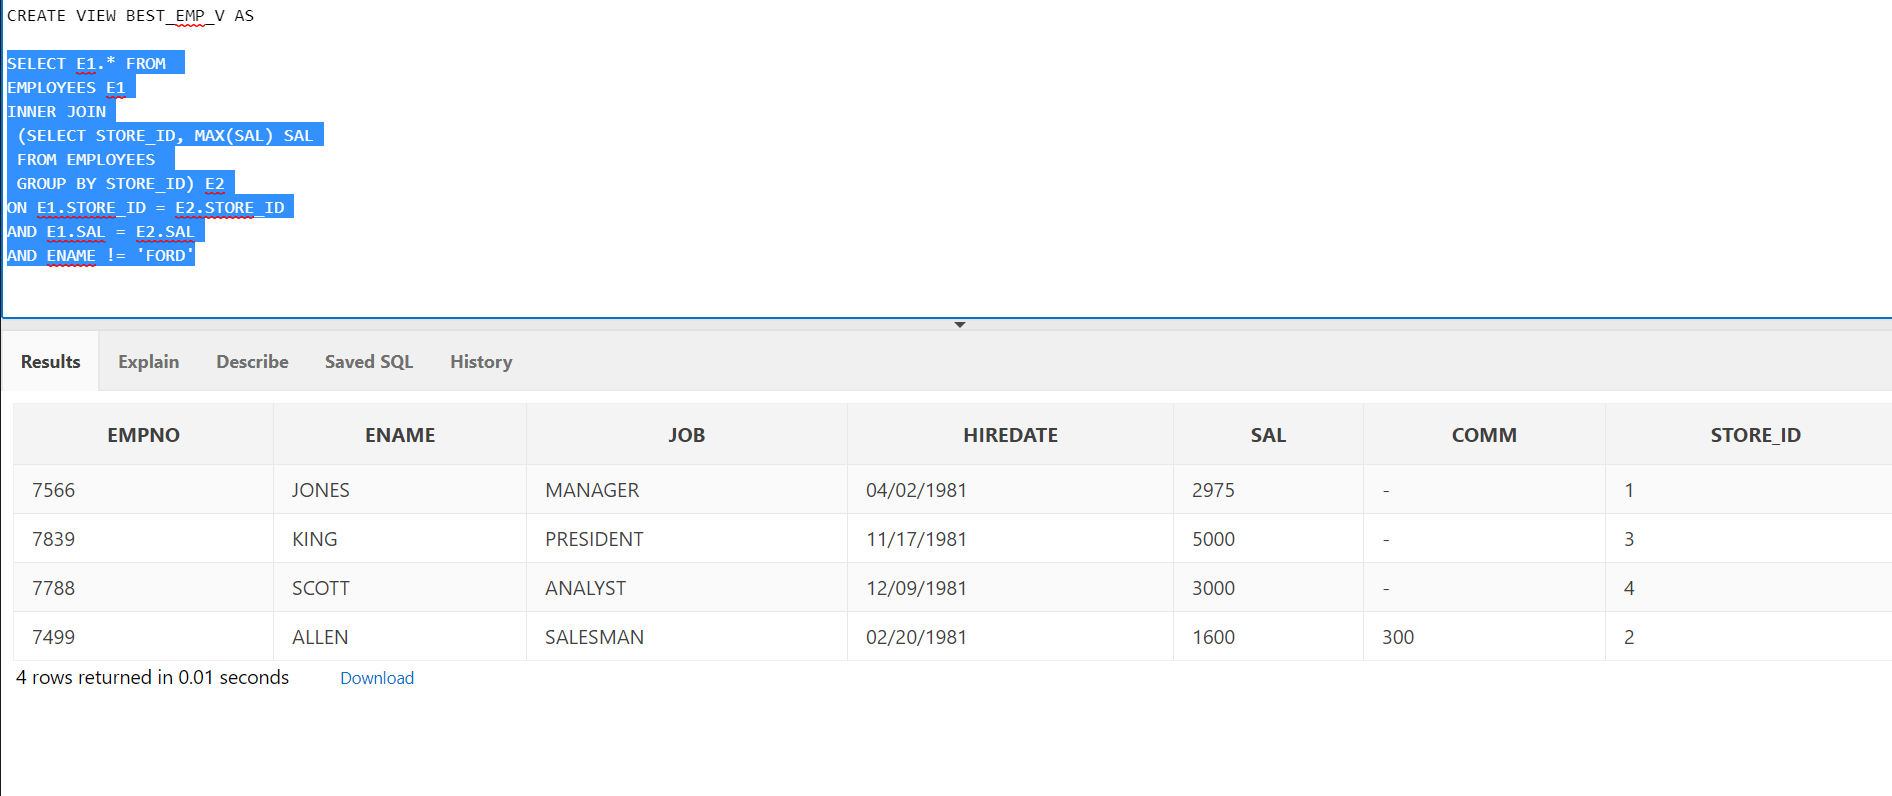 CREATE VIEW BEST_EMP_V AS
SELECT E1.* FROM
EMPLOYEES E1
INNER JOIN
(SELECT STORE_ID, MAX(SAL) SAL
FROM EMPLOYEES
GROUP BY STORE_ID) E2
ON E1.STORE_ID = E2.STORE_ID
AND E1.SAL = E2.SAL
AND ENAME != 'FORD'
Results Explain Describe Saved SQL History
EMPNO ENAME JOB HIREDATE SAL COMM STORE_ID
7566 JONES MANAGER 04/02/1981 2975 - 1
7839 KING PRESIDENT 11/17/1981 5000 - 3
7788 SCOTT ANALYST 12/09/1981 3000 - 4
7499 ALLEN SALESMAN 02/20/1981 1600 300 2
4 rows returned in 0.01 seconds Download